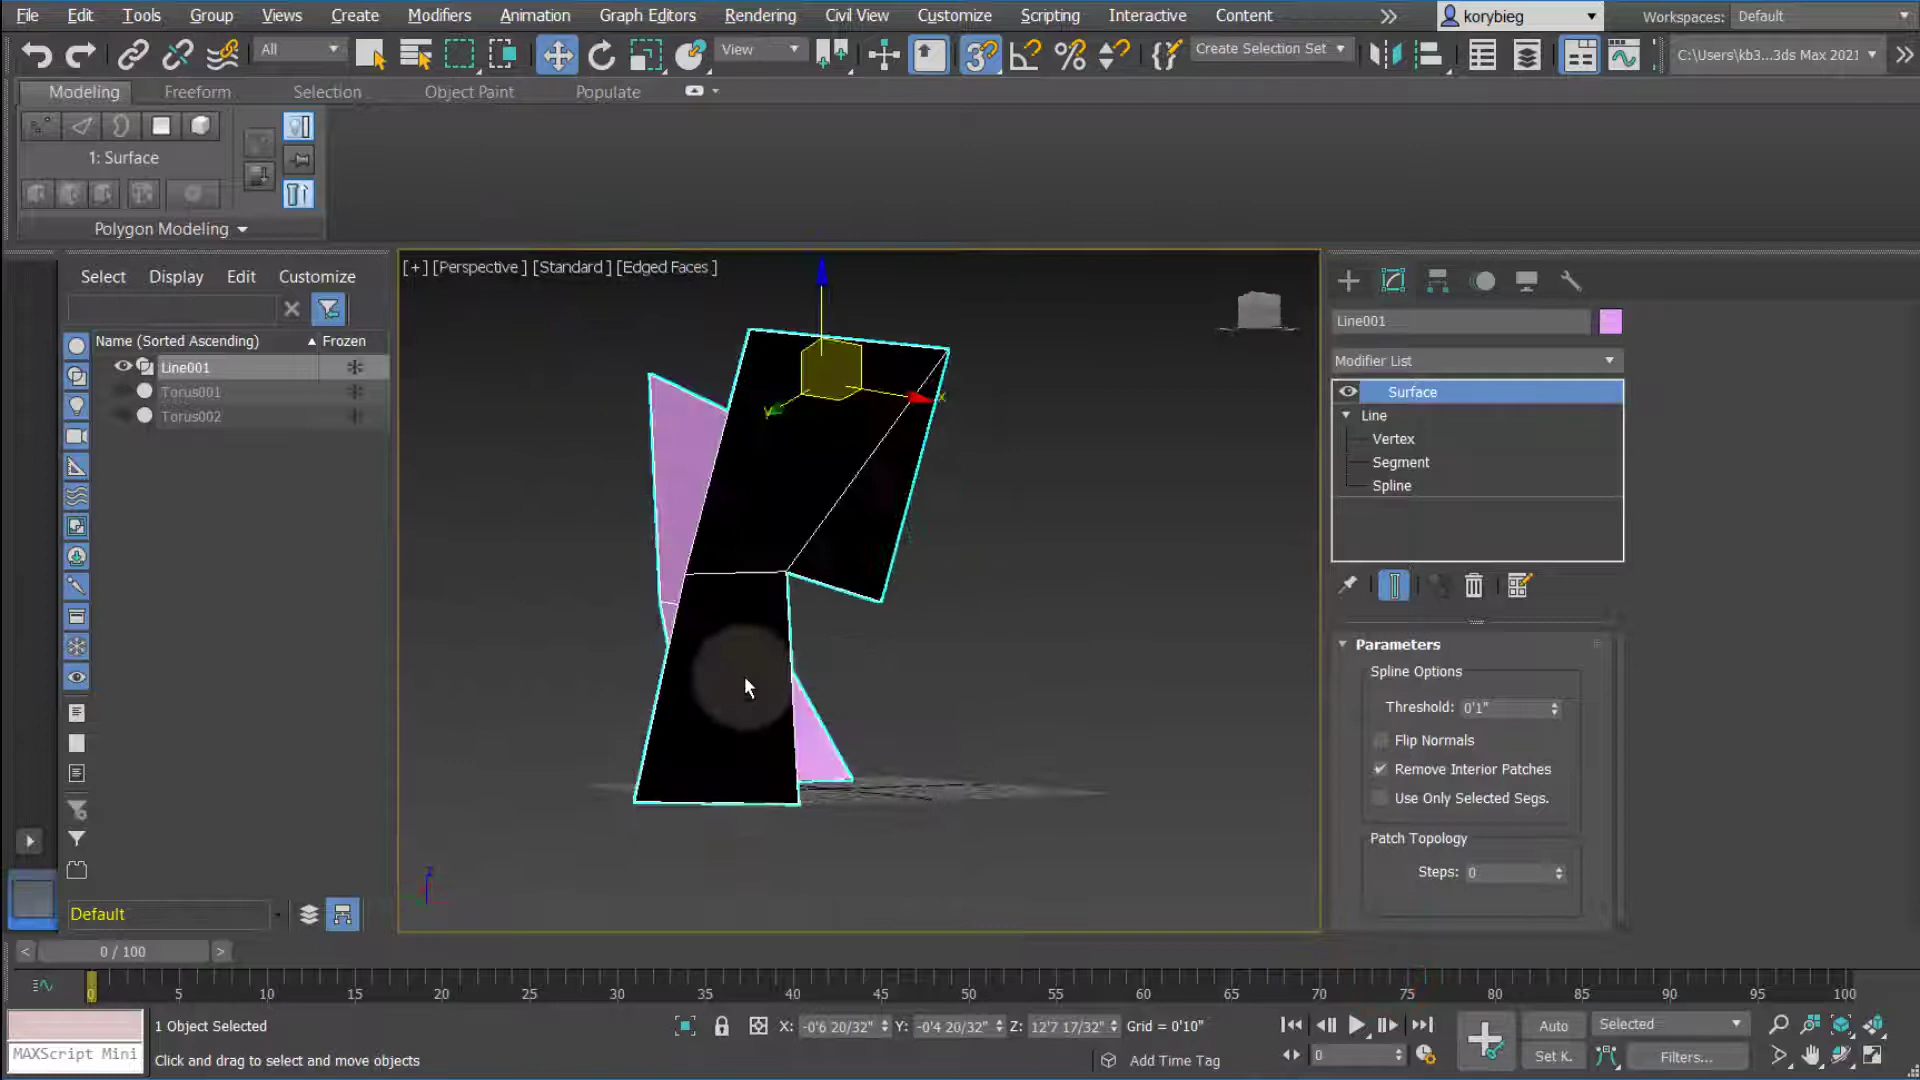 File Edit Tools Group Views Create Modifiers Animation Graph Editors Rendering Civil View Customize Scripting Interactive Content korybieg Workspaces: Default
All View Create Selection Set C:\Users\kb3...3ds Max 2021
Modeling Freeform Selection Object Paint Populate
1: Surface
Polygon Modeling
Select Display Edit Customize
[+] [Perspective ] [Standard ] [Edged Faces ]
Name (Sorted Ascending) Frozen
Line001
Torus001
Torus002
x
y
z
Line001
Modifier List
Surface
Line
Vertex
Segment
Spline
Parameters
Spline Options
Threshold: 0'1"
Flip Normals
Remove Interior Patches
Use Only Selected Segs.
Patch Topology
Steps: 0
Default
0 / 100
0 5 10 15 20 25 30 35 40 45 50 55 60 65 70 75 80 85 90 95 100
1 Object Selected X: -0'6 20/32" Y: -0'4 20/32" Z: 12'7 17/32" Grid = 0'10" Auto Selected
MAXScript Mini Click and drag to select and move objects Add Time Tag 0 Set K. Filters...